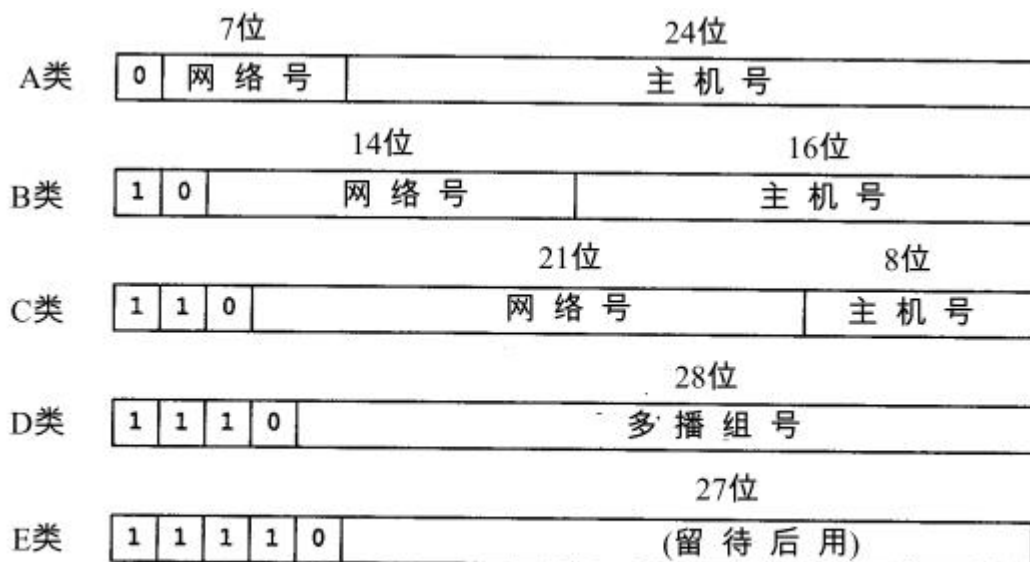 7位 24位
A类 0 网络号 主机号
14位 16位
B类 1 0 网络号 主机号
21位 8位
C类 1 1 0 网络号 主机号
28位
D类 1 1 1 0 多播组号
27位
E类 1 1 1 1 0 (留待后用)